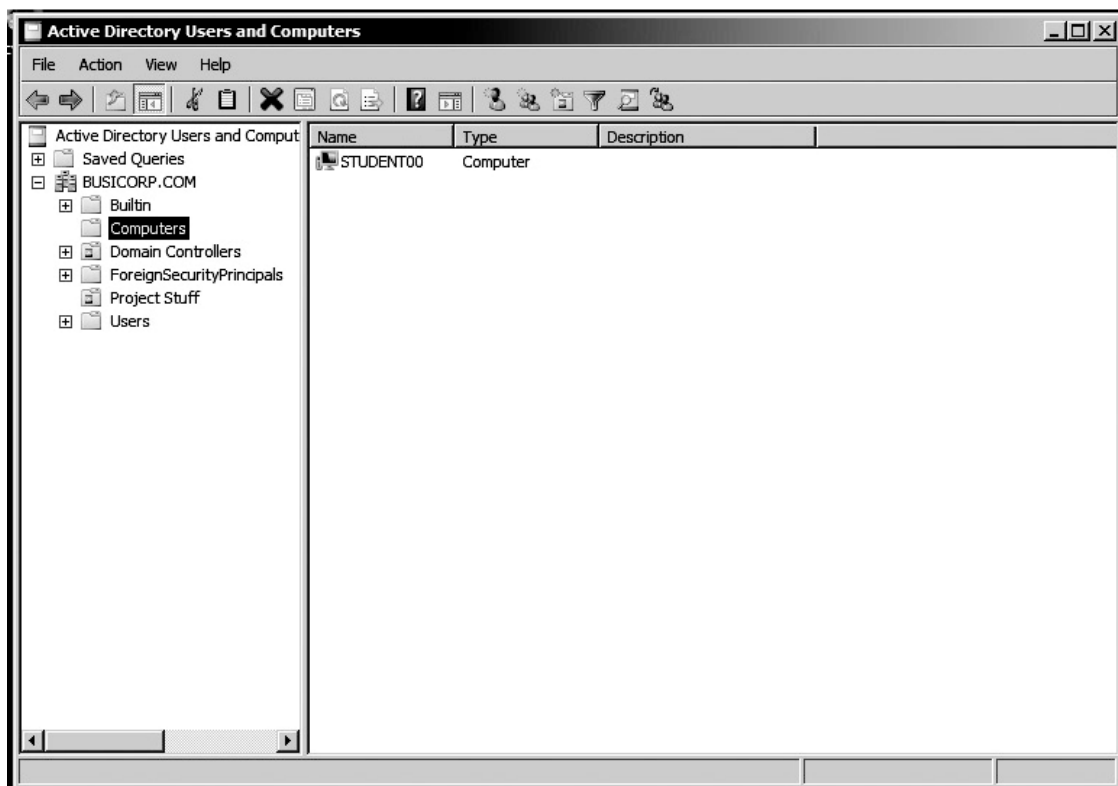 Active Directory Users and Computers
File Action View Help
Active Directory Users and Comput
Saved Queries
BUSICORP.COM
Builtin
Computers
Domain Controllers
ForeignSecurityPrincipals
Project Stuff
Users
Name Type Description
STUDENT00 Computer